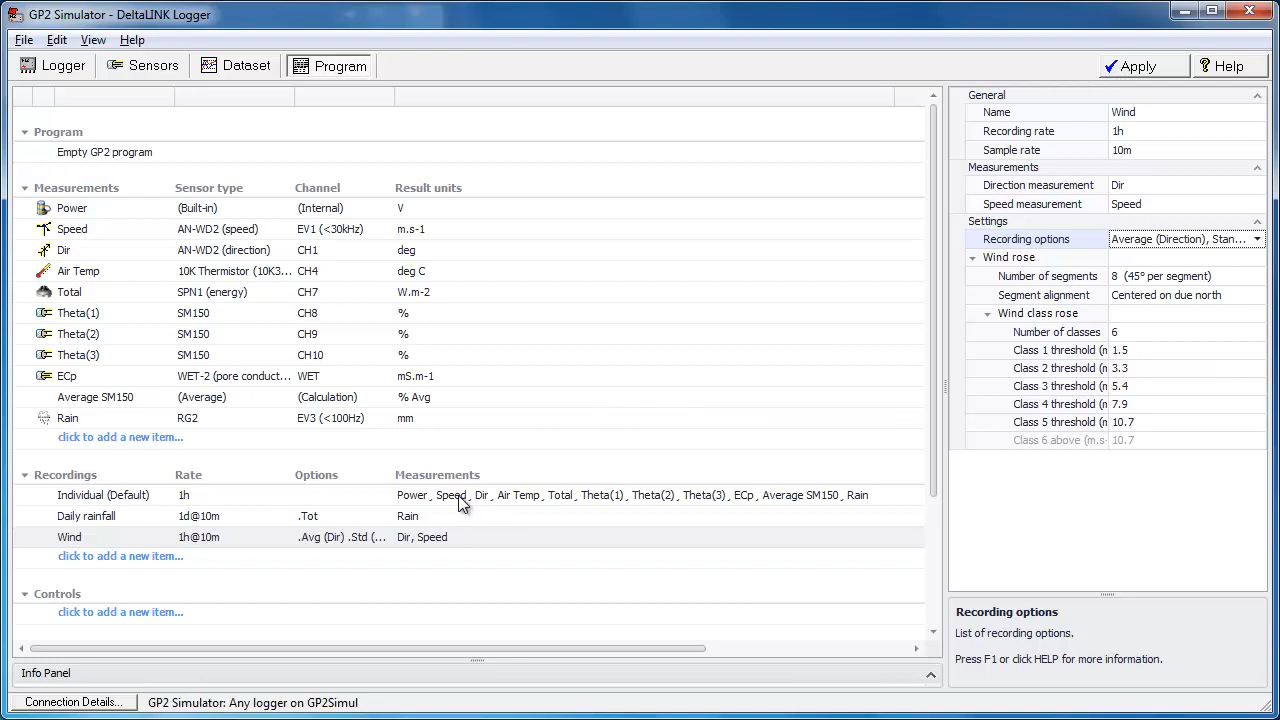 GP2 Simulator - DeltaLINK Logger
File Edit View Help
Logger Sensors Dataset Program Apply Help
Program
Empty GP2 program
Measurements Sensor type Channel Result units
Power (Built-in) (Internal) V
Speed AN-WD2 (speed) EV1 (<30kHz) m.s-1
Dir AN-WD2 (direction) CH1 deg
Air Temp 10K Thermistor (10K3... CH4 deg C
Total SPN1 (energy) CH7 W.m-2
Theta(1) SM150 CH8 %
Theta(2) SM150 CH9 %
Theta(3) SM150 CH10 %
ECp WET-2 (pore conduct... WET mS.m-1
Average SM150 (Average) (Calculation) % Avg
Rain RG2 EV3 (<100Hz) mm
click to add a new item...
Recordings Rate Options Measurements
Individual (Default) 1h Power, Speed, Dir, Air Temp, Total, Theta(1), Theta(2), Theta(3), ECp, Average SM150, Rain
Daily rainfall 1d@10m .Tot Rain
Wind 1h@10m .Avg (Dir) .Std (... Dir, Speed
click to add a new item...
Controls
click to add a new item...
General
Name Wind
Recording rate 1h
Sample rate 10m
Measurements
Direction measurement Dir
Speed measurement Speed
Settings
Recording options Average (Direction), Stan...
Wind rose
Number of segments 8 (45° per segment)
Segment alignment Centered on due north
Wind class rose
Number of classes 6
Class 1 threshold (m 1.5
Class 2 threshold (m 3.3
Class 3 threshold (m 5.4
Class 4 threshold (m 7.9
Class 5 threshold (m 10.7
Class 6 above (m.s- 10.7
Recording options
List of recording options.
Press F1 or click HELP for more information.
Info Panel
Connection Details... GP2 Simulator: Any logger on GP2Simul